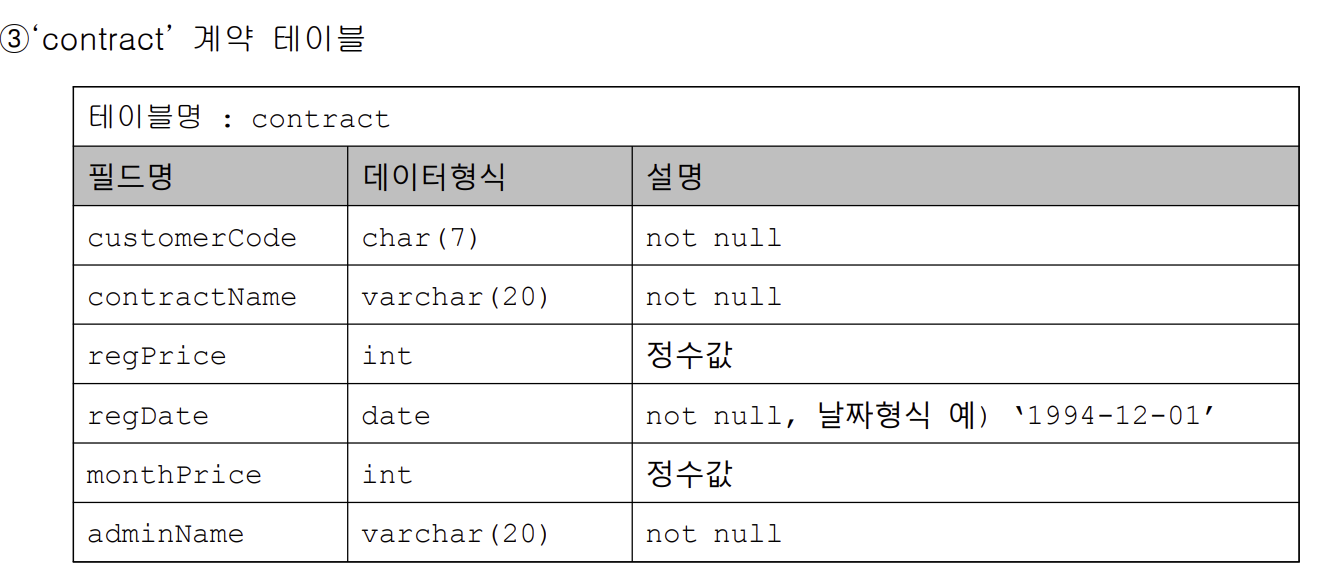 ③‘contract’ 계약 테이블
테이블명 : contract
필드명 데이터형식 설명
customerCode char(7) not null
contractName varchar(20) not null
regPrice int 정수값
regDate date not null, 날짜형식 예) ‘1994-12-01’
monthPrice int 정수값
adminName varchar(20) not null